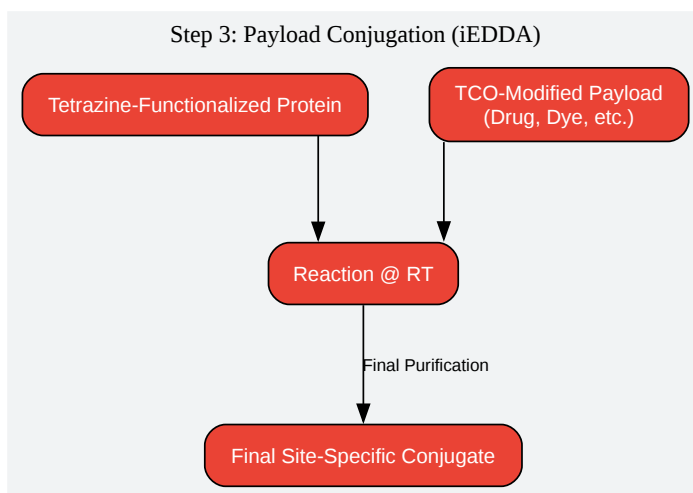 Step 3: Payload Conjugation (iEDDA)
Tetrazine-Functionalized Protein
TCO-Modified Payload
(Drug, Dye, etc.)
Reaction @ RT
Final Purification
Final Site-Specific Conjugate